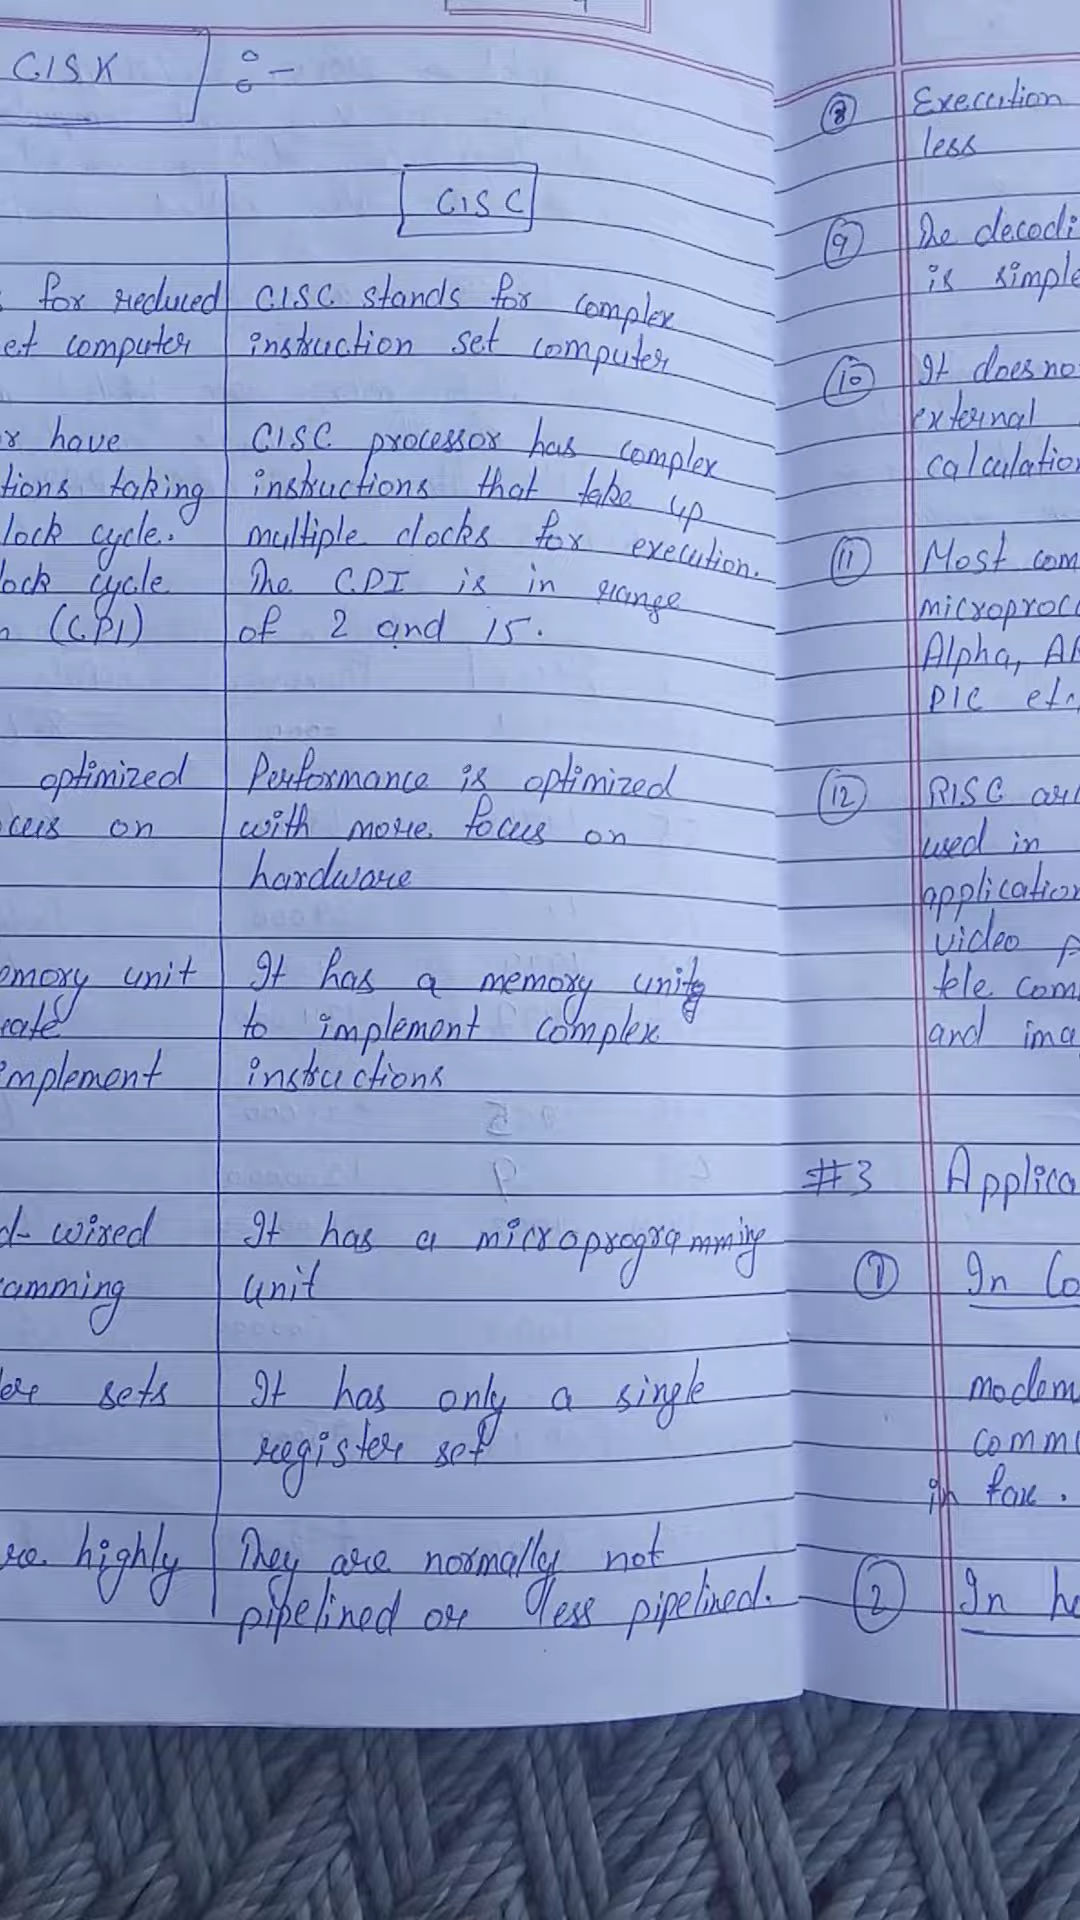 CISK :-
CISC
for reduced
et computer
CISC stands for complex
instruction set computer
r have
tions taking
lock cycle.
lock cycle
(CPI)
CISC processor has complex
instructions that take up
multiple clocks for execution.
The CPI is in range
of 2 and 15.
optimized
ocus on
Performance is optimized
with more focus on
hardware
emory unit
rate
implement
It has a memory unit
to implement complex
instructions
d-wired
amming
It has a microprogramming
unit
sets
It has only a single
register set
re highly
They are normally not
pipelined or less pipelined.
8 Execution
less
9 The decodi
is simple
10 It does no
external
calculation
11 Most com
microproc
Alpha, AR
PIC etc
12 RISC are
used in
application
video p
tele com
and ima
#3 Applica
1 In Co
modem
comm
in fax.
2 In he